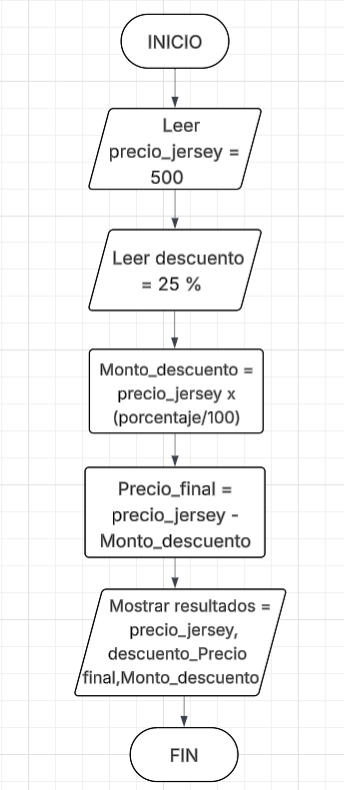 INICIO
Leer
precio_jersey =
500
Leer descuento
= 25 %
Monto_descuento =
precio_jersey x
(porcentaje/100)
Precio_final =
precio_jersey -
Monto_descuento
Mostrar resultados =
precio_jersey,
descuento_Precio
final,Monto_descuento
FIN